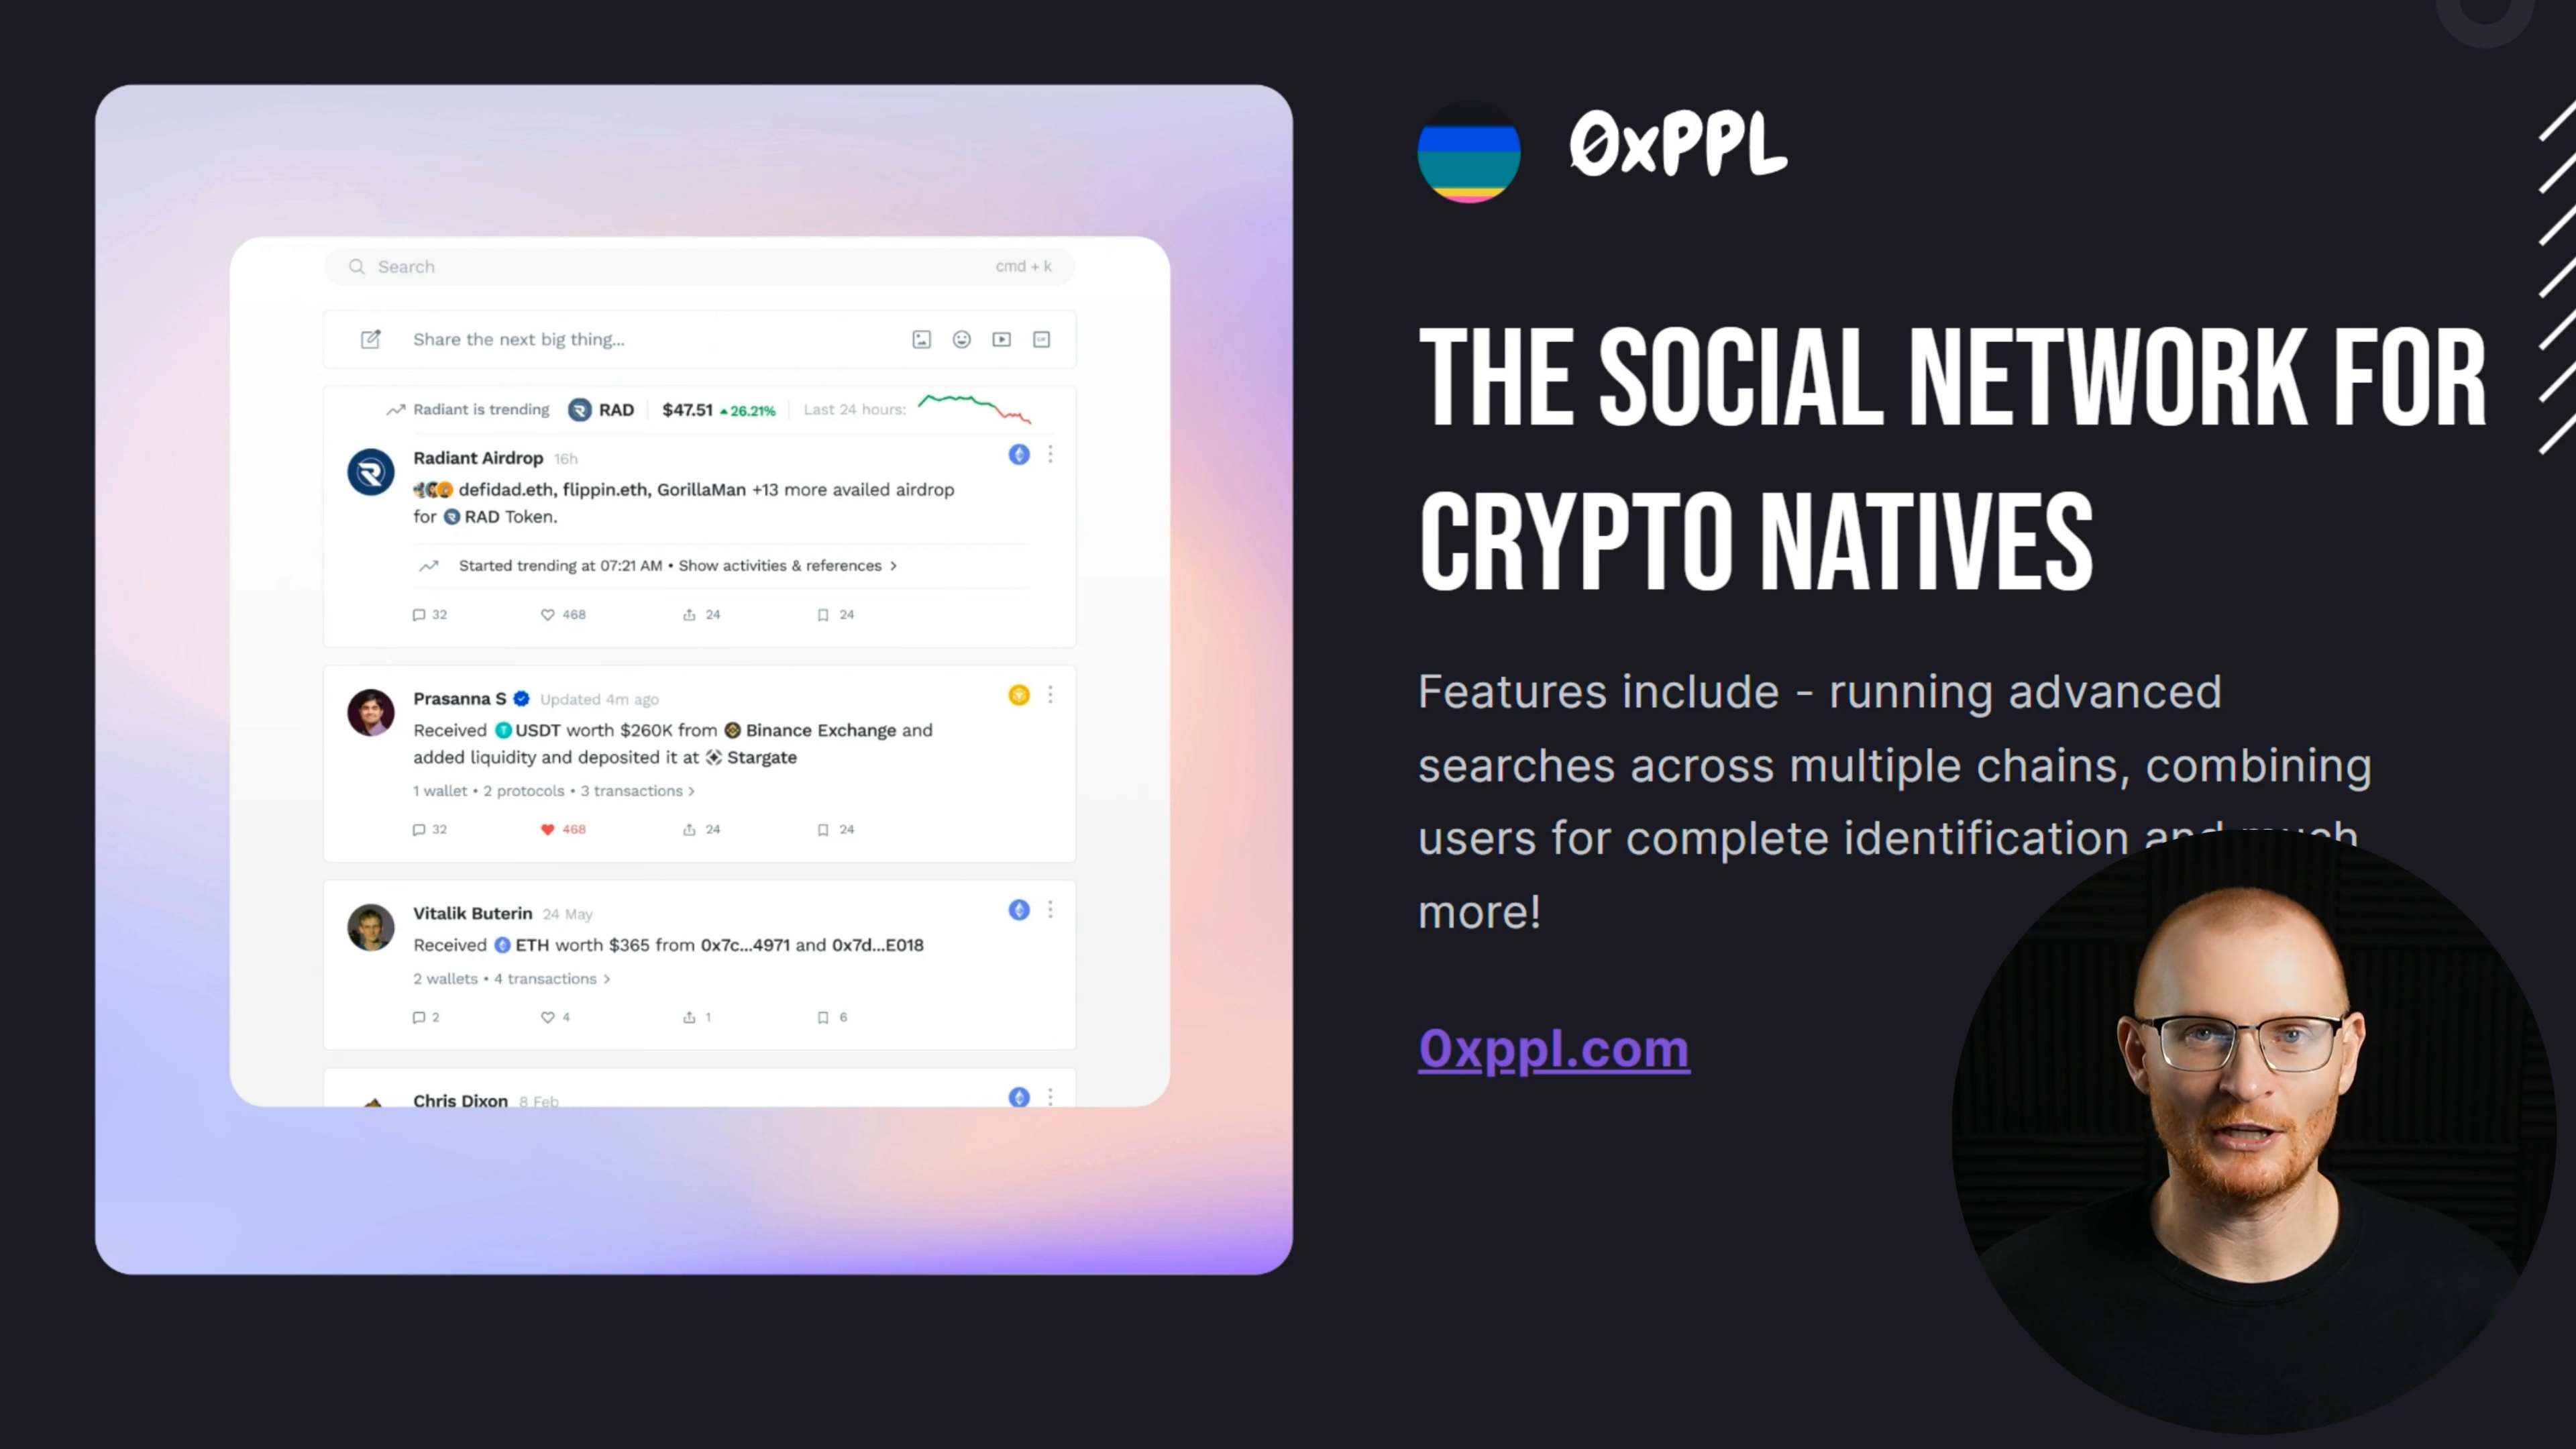 Search cmd + k
Share the next big thing...
Radiant is trending RAD $47.51 26.21% Last 24 hours:
Radiant Airdrop 16h
defidad.eth, flippin.eth, GorillaMan +13 more availed airdrop
for RAD Token.
Started trending at 07:21 AM • Show activities & references >
32 468 24 24
Prasanna S Updated 4m ago
Received USDT worth $260K from Binance Exchange and
added liquidity and deposited it at Stargate
1 wallet • 2 protocols • 3 transactions >
32 468 24 24
Vitalik Buterin 24 May
Received ETH worth $365 from 0x7c...4971 and 0x7d...E018
2 wallets • 4 transactions >
2 4 1 6
Chris Dixon 8 Feb
0xPPL
THE SOCIAL NETWORK FOR
CRYPTO NATIVES
Features include - running advanced
searches across multiple chains, combining
users for complete identification and much
more!
0xppl.com